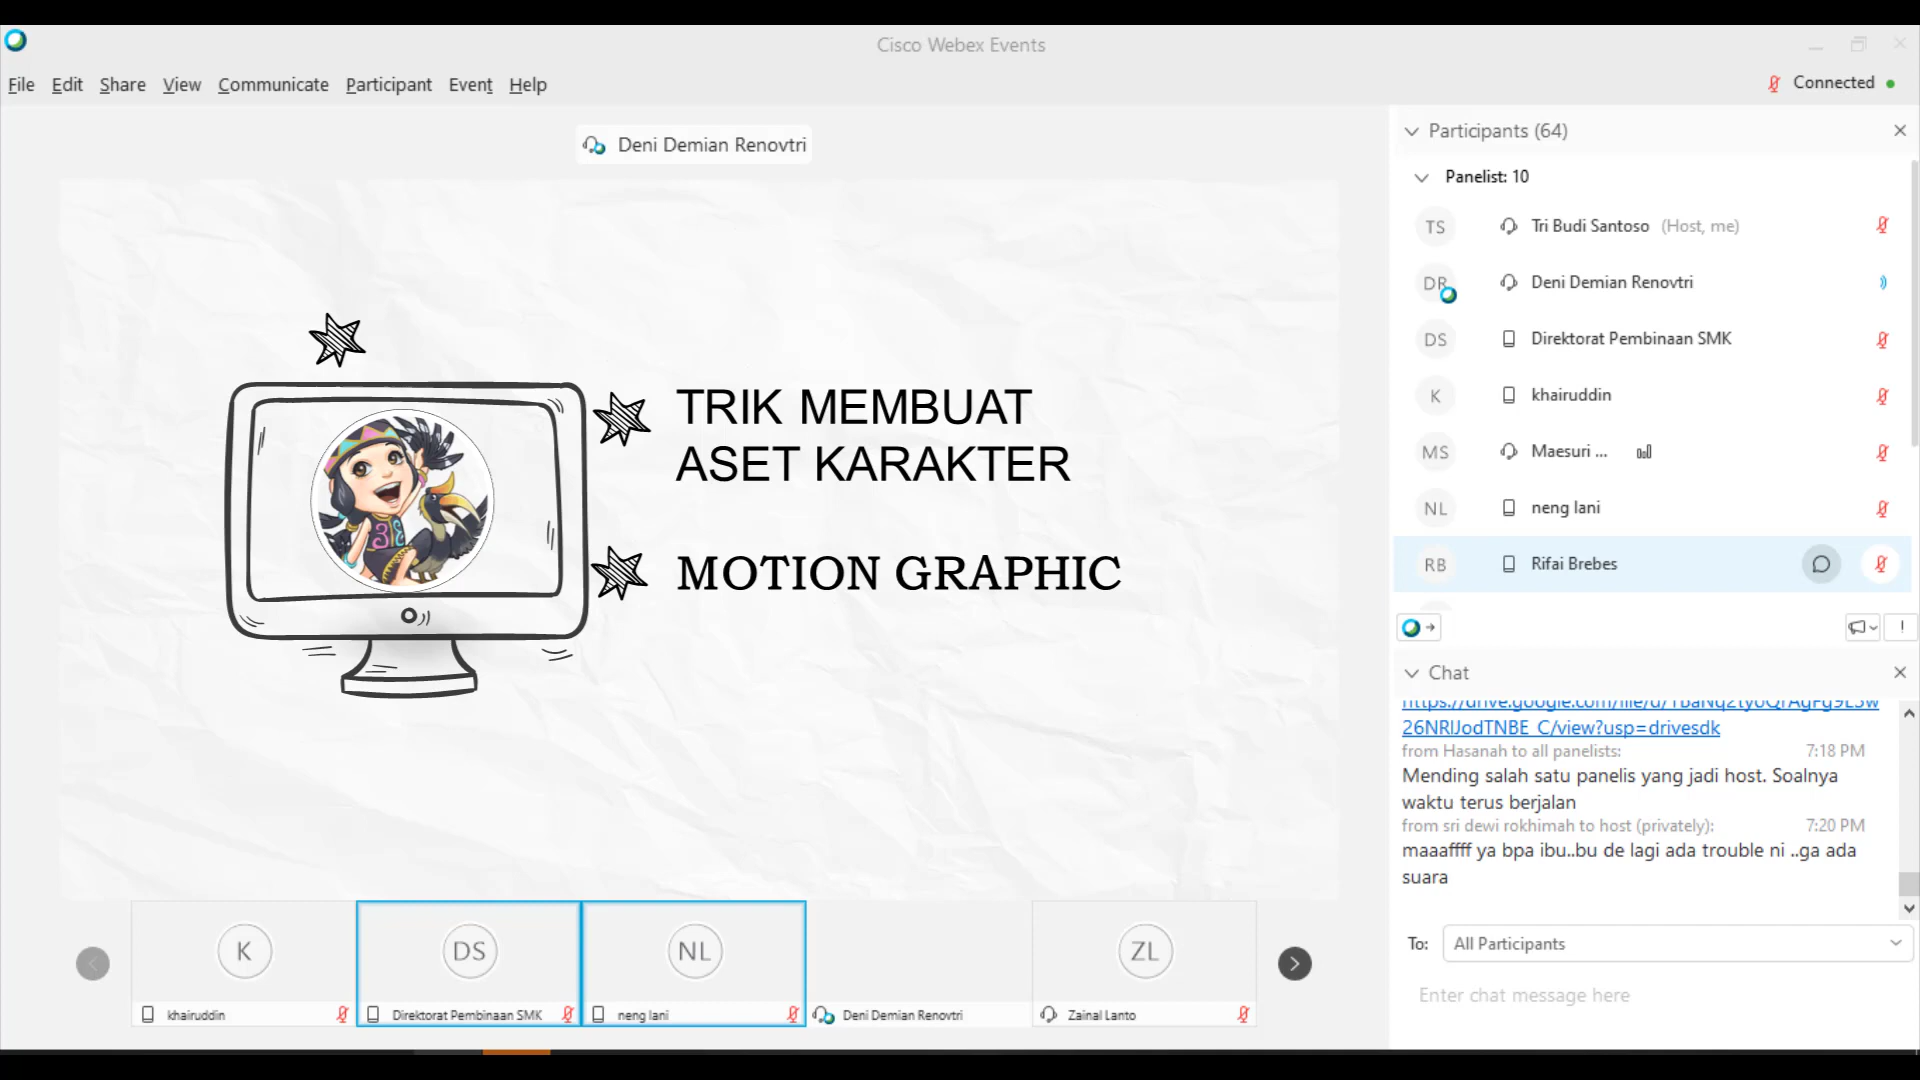 Cisco Webex Events
File Edit Share View Communicate Participant Event Help
Connected
Deni Demian Renovtri
TRIK MEMBUAT
ASET KARAKTER
MOTION GRAPHIC
K
khairuddin
DS
Direktorat Pembinaan SMK
NL
neng lani
Deni Demian Renovtri
ZL
Zainal Lanto
Participants (64)
Panelist: 10
TS Tri Budi Santoso (Host, me)
DR Deni Demian Renovtri
DS Direktorat Pembinaan SMK
K khairuddin
MS Maesuri ...
NL neng lani
RB Rifai Brebes
Chat
26NRlJodTNBE_C/view?usp=drivesdk
from Hasanah to all panelists: 7:18 PM
Mending salah satu panelis yang jadi host. Soalnya
waktu terus berjalan
from sri dewi rokhimah to host (privately): 7:20 PM
maaaffff ya bpa ibu..bu de lagi ada trouble ni ..ga ada
suara
To: All Participants
Enter chat message here